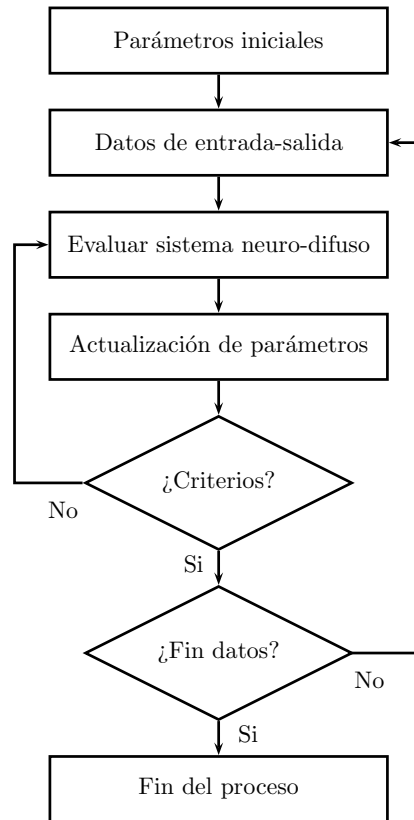 Parámetros iniciales
Datos de entrada-salida
Evaluar sistema neuro-difuso
Actualización de parámetros
¿Criterios?
No
Si
¿Fin datos?
No
Si
Fin del proceso